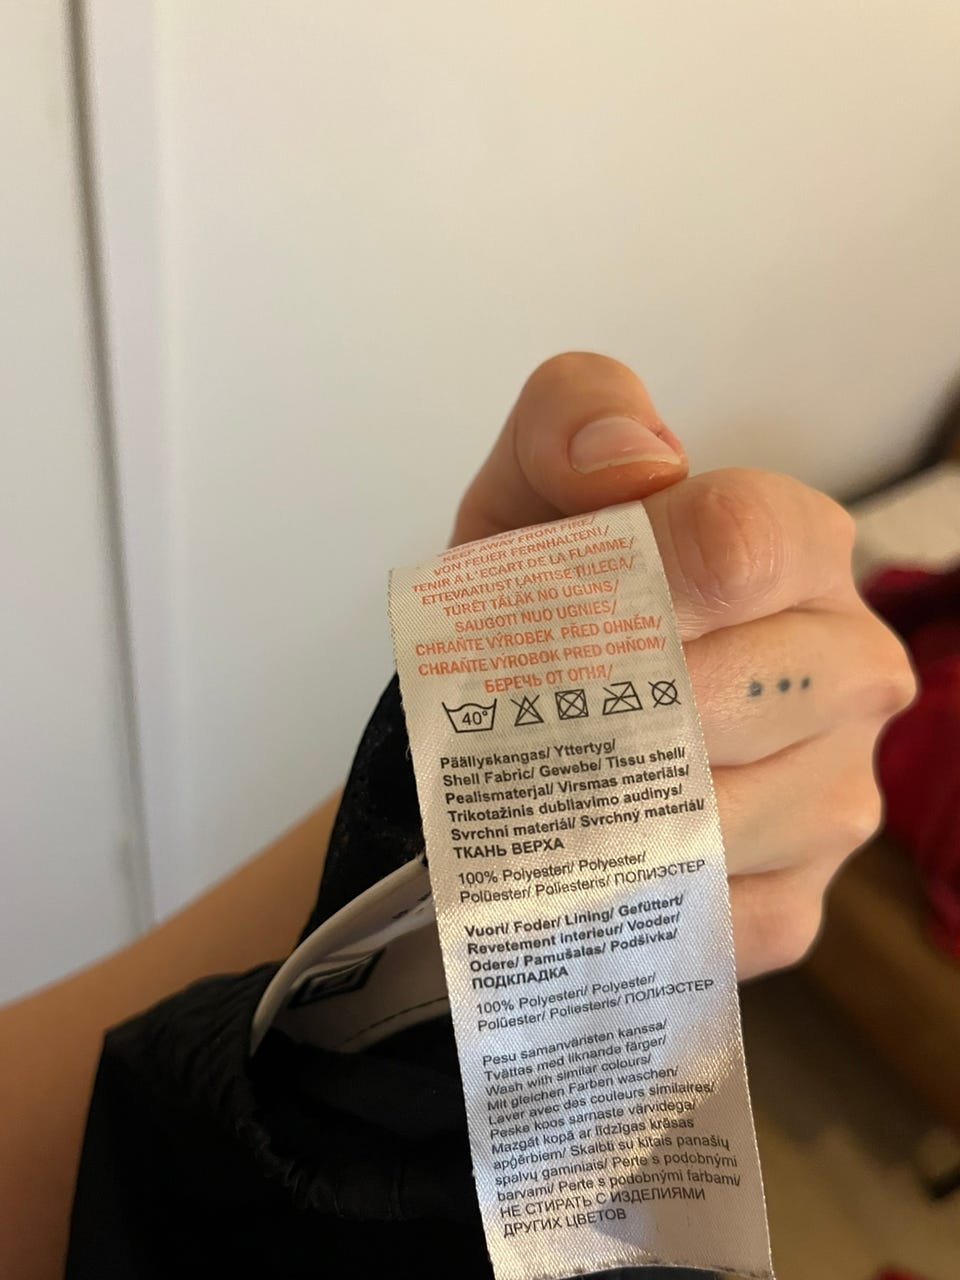 KEEP AWAY FROM FIRE/
VON FEUER FERNHALTEN/
TENIR A L'ECART DE LA FLAMME/
ETTEVAATUST LAHTISE TULEGA/
TURĒT TĀLĀK NO UGUNS/
SAUGOTI NUO UGNIES/
CHRAŇTE VÝROBEK PŘED OHNĚM/
CHRAŇTE VÝROBOK PRED OHŇOM/
БЕРЕЧЬ ОТ ОГНЯ/
40°
Päällyskangas/ Yttertyg/
Shell Fabric/ Gewebe/ Tissu shell/
Pealismaterjal/ Virsmas materiāls/
Trikotažinis dubliavimo audinys/
Svrchní materiál/ Svrchný materiál/
ТКАНЬ ВЕРХА
100% Polyesteri/ Polyester/
Polüester/ Poliesteris/ ПОЛИЭСТЕР
Vuori/ Foder/ Lining/ Gefüttert/
Revetement interieur/ Vooder/
Odere/ Pamušalas/ Podšívka/
ПОДКЛАДКА
100% Polyesteri/ Polyester/
Polüester/ Poliesteris/ ПОЛИЭСТЕР
Pesu samanväristen kanssa/
Tvättas med liknande färger/
Wash with similar colours/
Mit gleichen Farben waschen/
Laver avec des couleurs similaires/
Peske koos sarnaste värvidega/
Mazgāt kopā ar līdzīgas krāsas
apģērbiem/ Skalbti su kitais panašių
spalvų gaminiais/ Perte s podobnými
barvami/ Perte s podobnými farbami/
НЕ СТИРАТЬ С ИЗДЕЛИЯМИ
ДРУГИХ ЦВЕТОВ